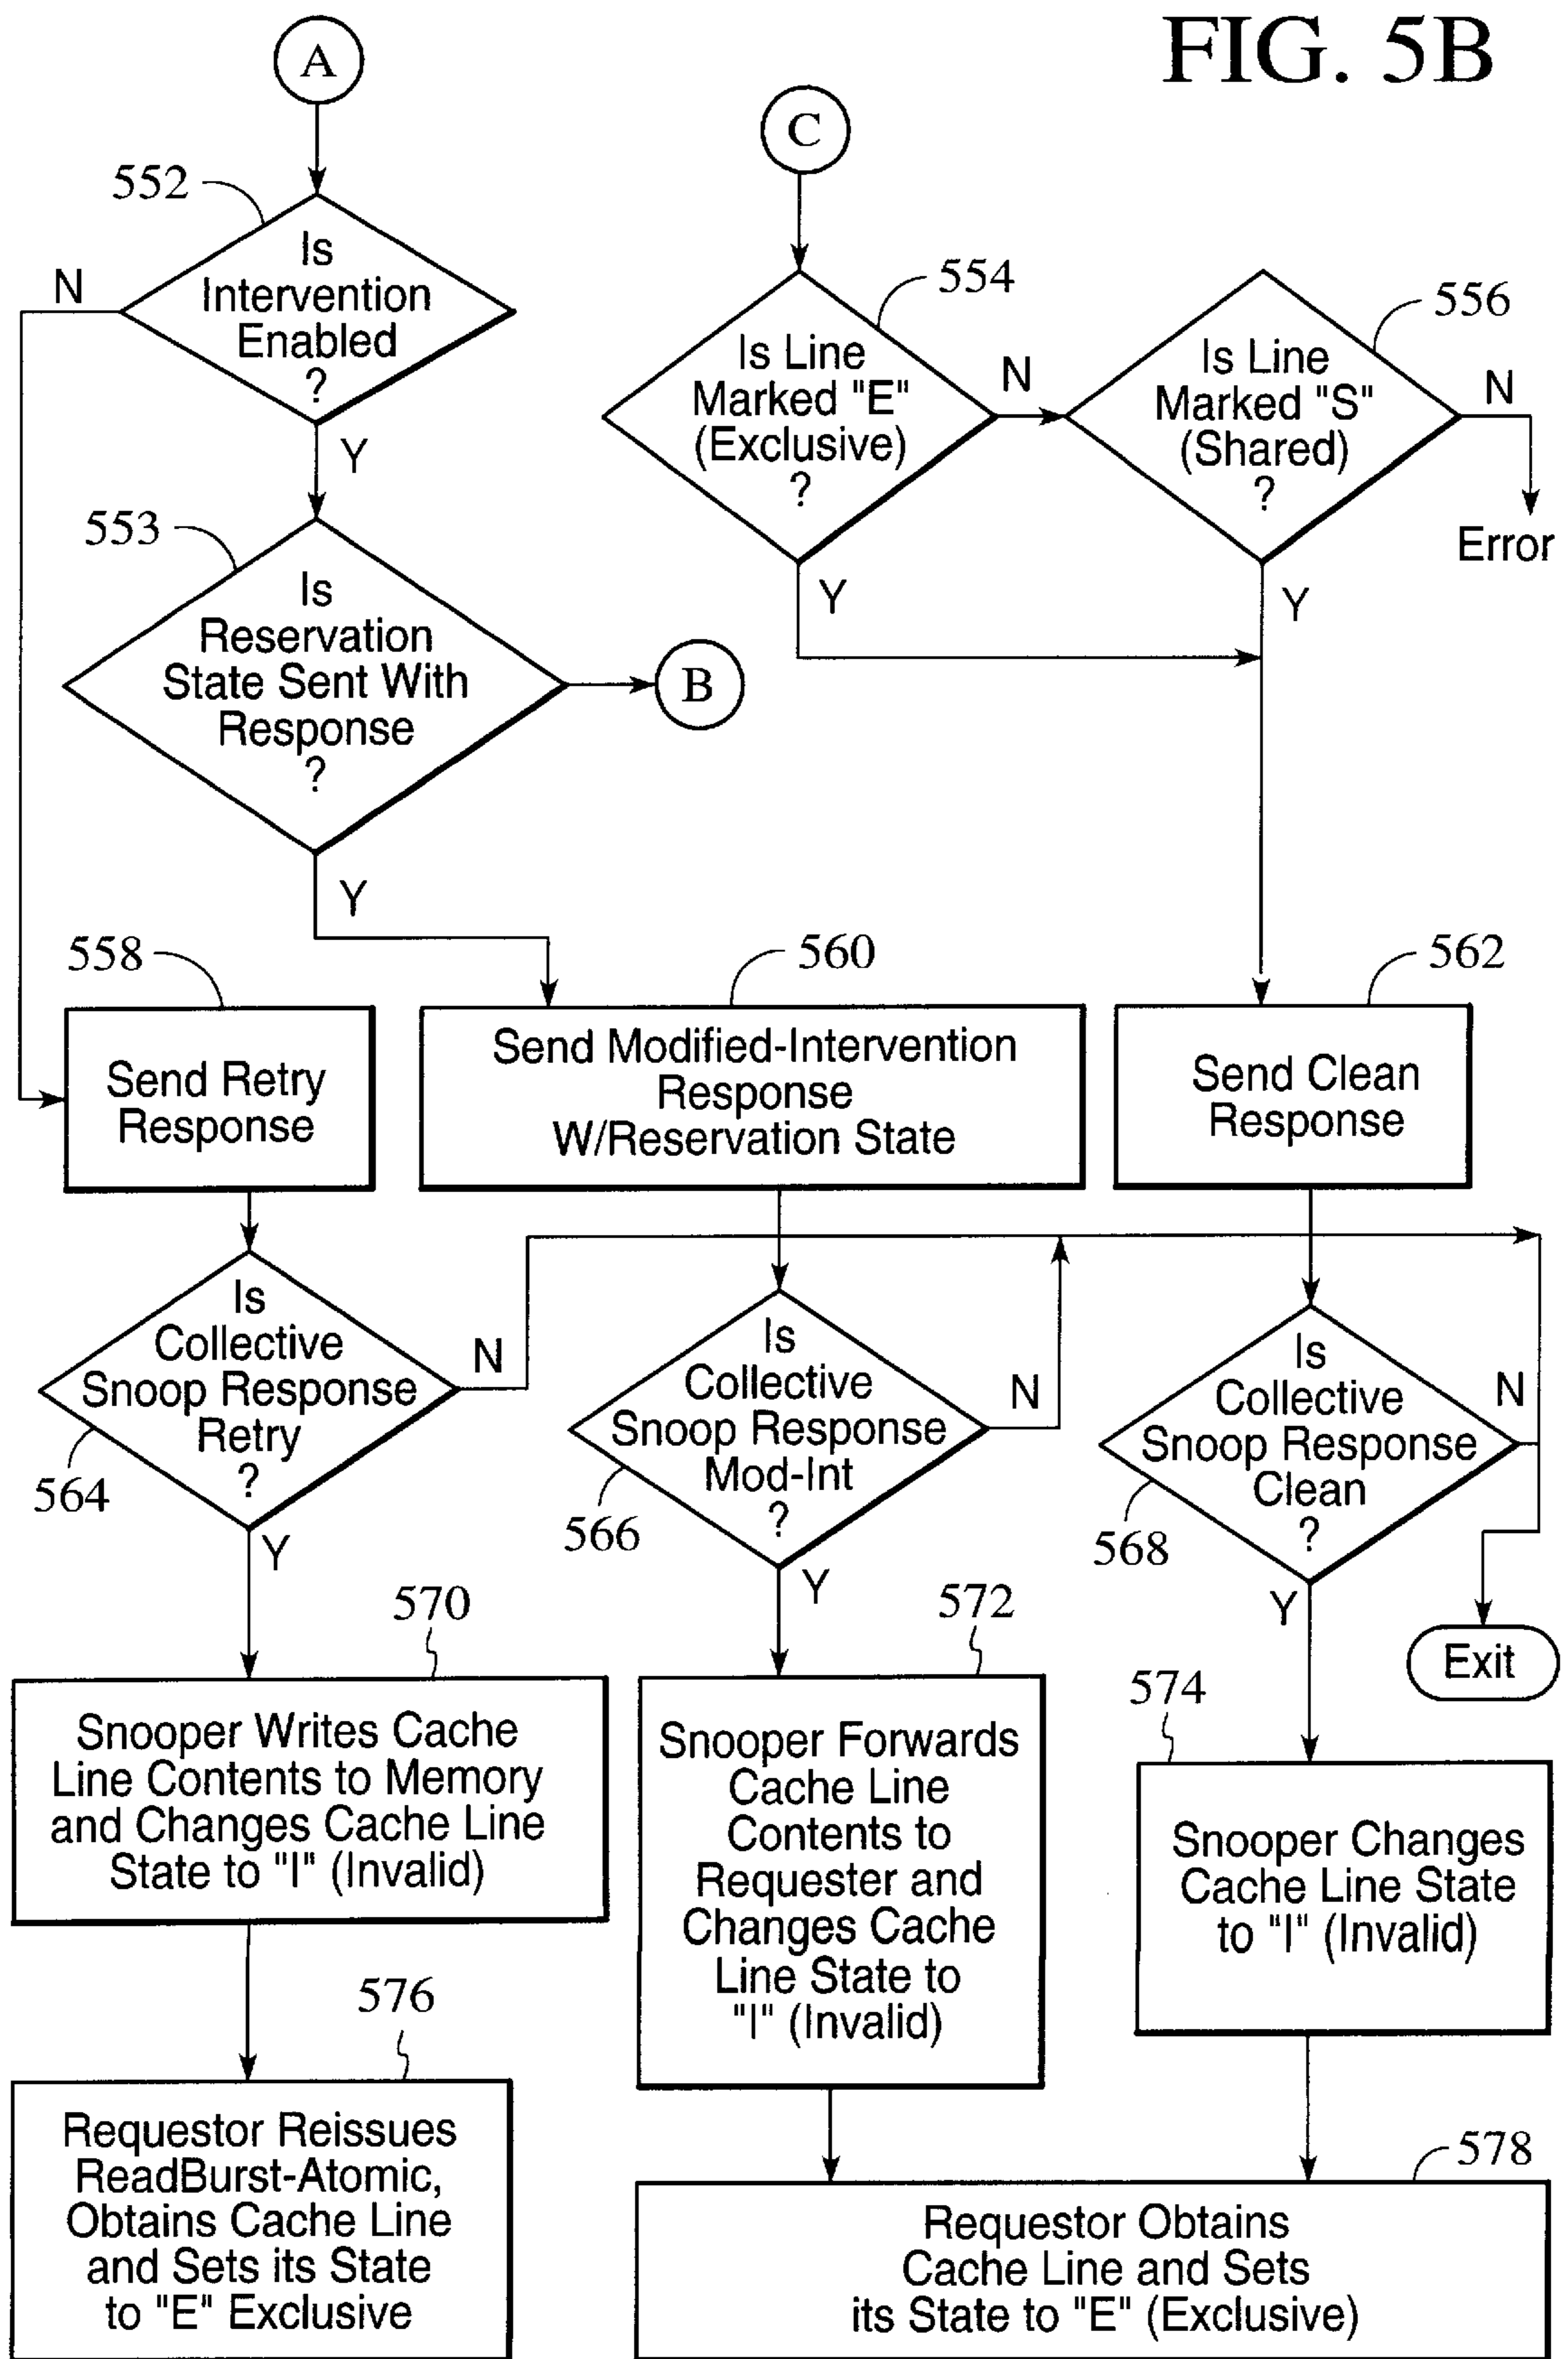 FIG. 5B
A
C
552
Is
Intervention
Enabled
?
N
Y
554
Is Line
Marked "E"
(Exclusive)
?
N
Y
556
Is Line
Marked "S"
(Shared)
?
N
Error
Y
553
Is
Reservation
State Sent With
Response
?
B
Y
558
Send Retry
Response
560
Send Modified-Intervention
Response
W/Reservation State
562
Send Clean
Response
Is
Collective
Snoop Response
Retry
?
N
564
Y
Is
Collective
Snoop Response
Mod-Int
?
N
566
Y
Is
Collective
Snoop Response
Clean
?
N
568
Y
Exit
570
Snooper Writes Cache
Line Contents to Memory
and Changes Cache Line
State to "I" (Invalid)
572
Snooper Forwards
Cache Line
Contents to
Requester and
Changes Cache
Line State to
"I" (Invalid)
574
Snooper Changes
Cache Line State
to "I" (Invalid)
576
Requestor Reissues
ReadBurst-Atomic,
Obtains Cache Line
and Sets its State
to "E" Exclusive
578
Requestor Obtains
Cache Line and Sets
its State to "E" (Exclusive)